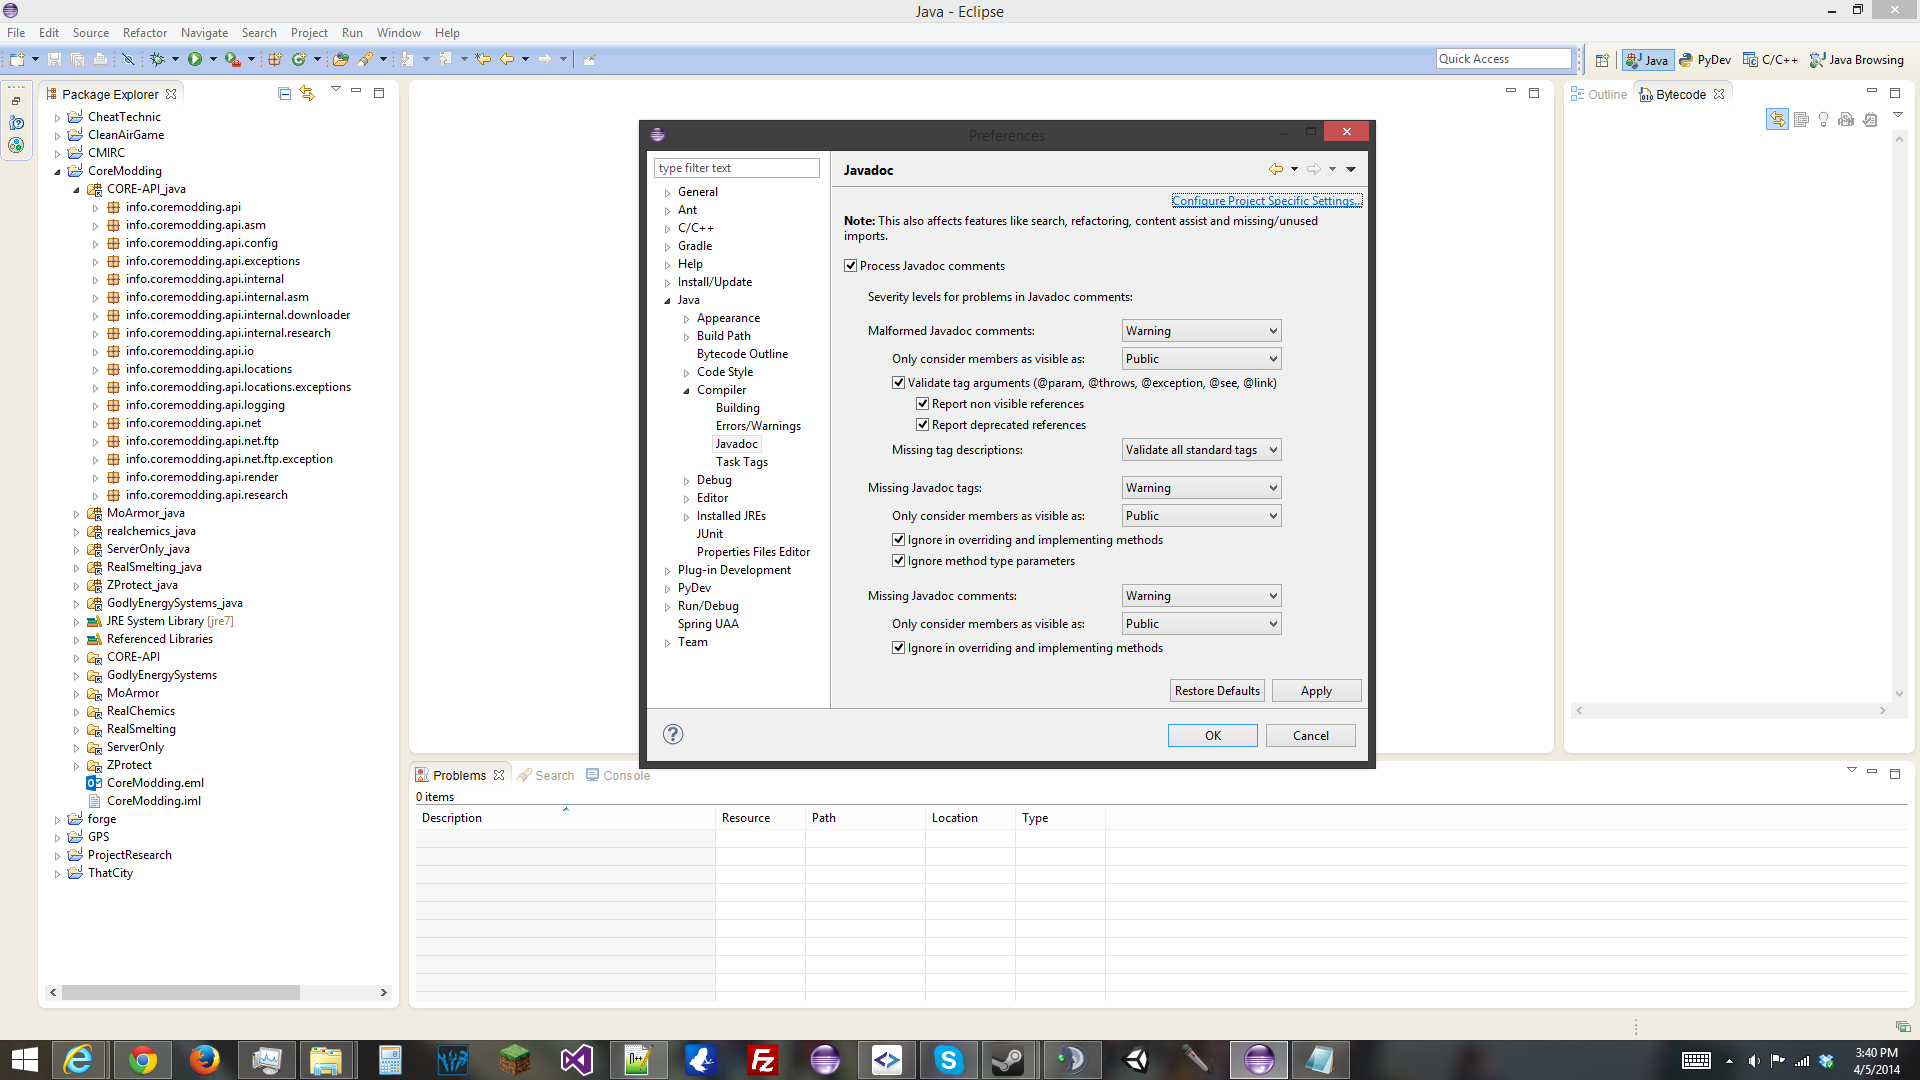 Java - Eclipse
File Edit Source Refactor Navigate Search Project Run Window Help
Quick Access
Java PyDev C/C++ Java Browsing
Package Explorer
CheatTechnic
CleanAirGame
CMIRC
CoreModding
CORE-API_java
info.coremodding.api
info.coremodding.api.asm
info.coremodding.api.config
info.coremodding.api.exceptions
info.coremodding.api.internal
info.coremodding.api.internal.asm
info.coremodding.api.internal.downloader
info.coremodding.api.internal.research
info.coremodding.api.io
info.coremodding.api.locations
info.coremodding.api.locations.exceptions
info.coremodding.api.logging
info.coremodding.api.net
info.coremodding.api.net.ftp
info.coremodding.api.net.ftp.exception
info.coremodding.api.render
info.coremodding.api.research
MoArmor_java
realchemics_java
ServerOnly_java
RealSmelting_java
ZProtect_java
GodlyEnergySystems_java
JRE System Library [jre7]
Referenced Libraries
CORE-API
GodlyEnergySystems
MoArmor
RealChemics
RealSmelting
ServerOnly
ZProtect
CoreModding.eml
CoreModding.iml
forge
GPS
ProjectResearch
ThatCity
Preferences
type filter text
General
Ant
C/C++
Gradle
Help
Install/Update
Java
Appearance
Build Path
Bytecode Outline
Code Style
Compiler
Building
Errors/Warnings
Javadoc
Task Tags
Debug
Editor
Installed JREs
JUnit
Properties Files Editor
Plug-in Development
PyDev
Run/Debug
Spring UAA
Team
Javadoc
Configure Project Specific Settings...
Note: This also affects features like search, refactoring, content assist and missing/unused
imports.
Process Javadoc comments
Severity levels for problems in Javadoc comments:
Malformed Javadoc comments: Warning
Only consider members as visible as: Public
Validate tag arguments (@param, @throws, @exception, @see, @link)
Report non visible references
Report deprecated references
Missing tag descriptions: Validate all standard tags
Missing Javadoc tags: Warning
Only consider members as visible as: Public
Ignore in overriding and implementing methods
Ignore method type parameters
Missing Javadoc comments: Warning
Only consider members as visible as: Public
Ignore in overriding and implementing methods
Restore Defaults Apply
OK Cancel
Outline Bytecode
Problems Search Console
0 items
Description Resource Path Location Type
3:40 PM
4/5/2014